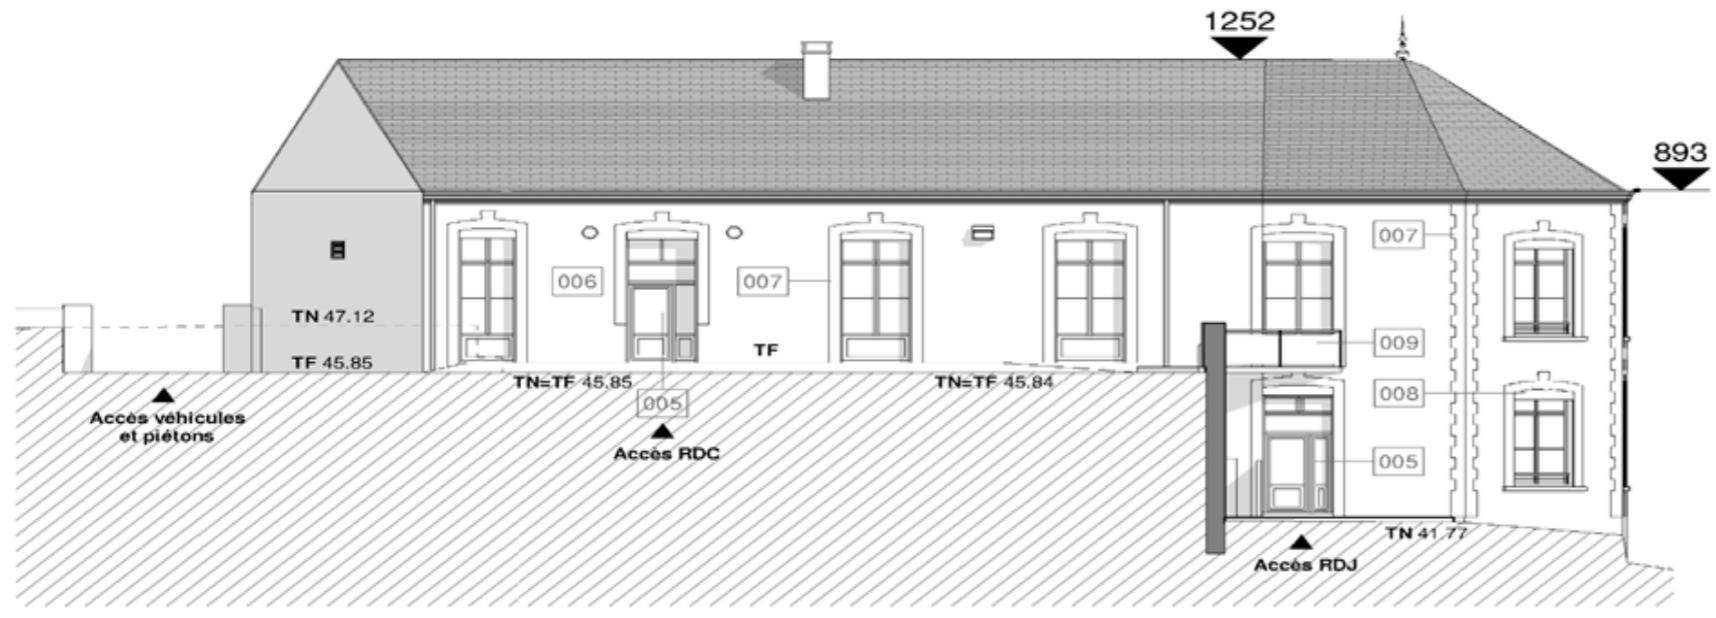 1252
893
007
006
007
TN 47.12
009
TF
TF 45.85
TN=TF 45.85
TN=TF 45.84
008
005
Accès véhicules
et piétons
Accès RDC
005
TN 41.77
Accès RDJ